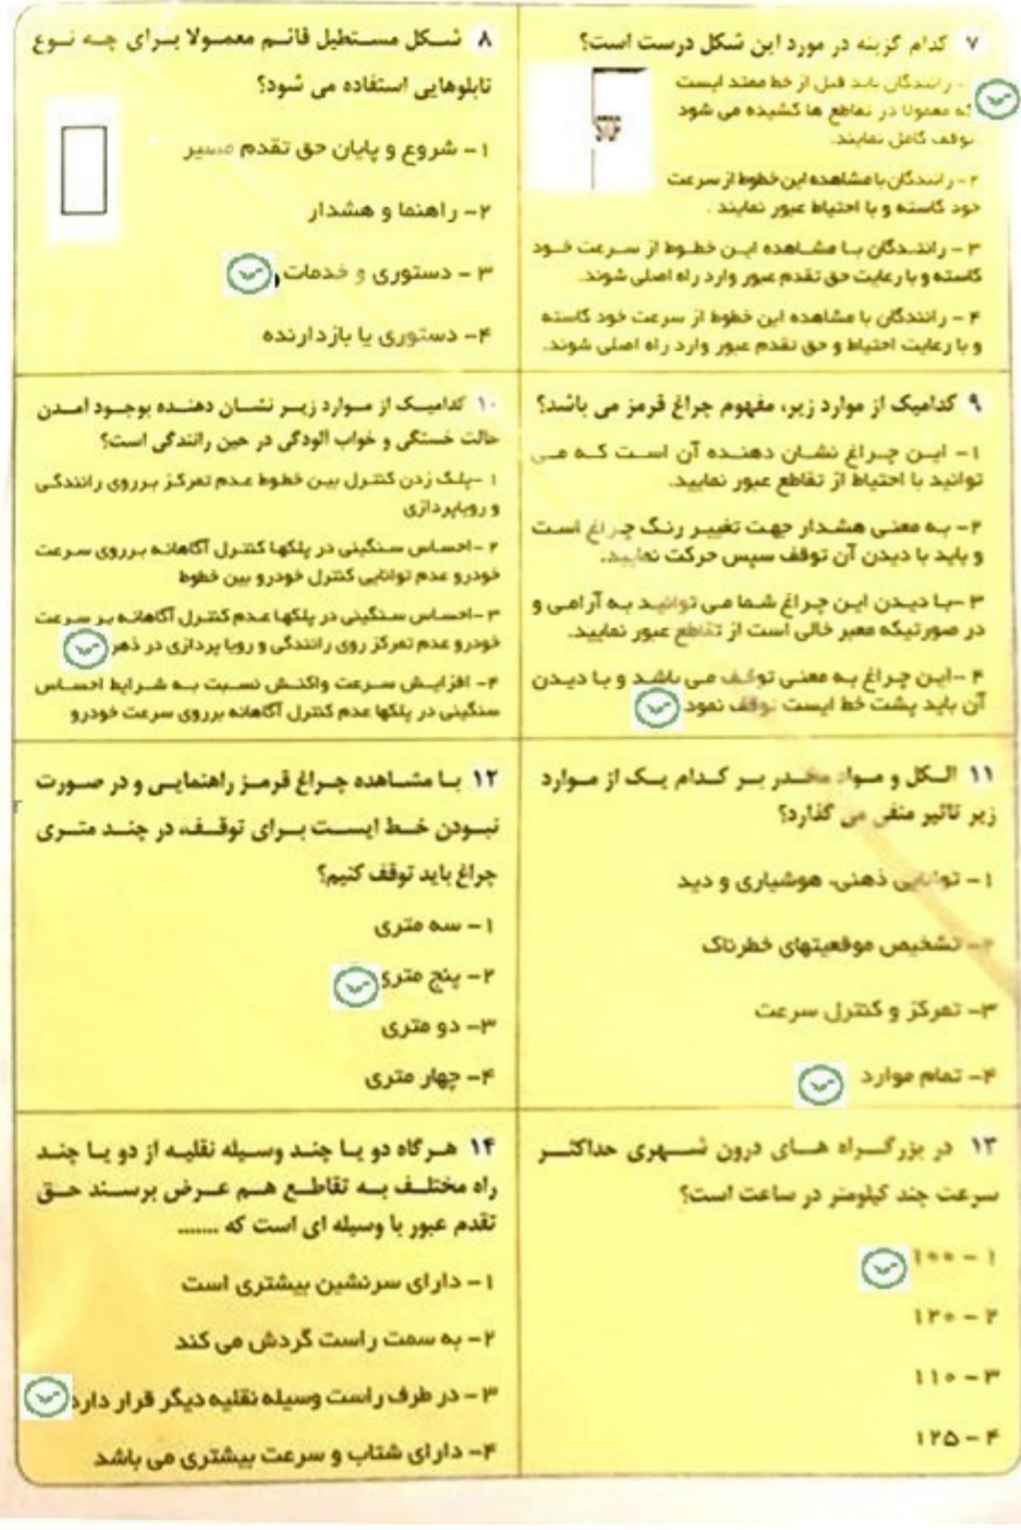 ۷ کدام گزینه در مورد این شکل درست است؟
- رانندگان باید قبل از خط ممتد ایست
که معمولا در تقاطع ها کشیده می شود
توقف کامل نمایند.
STOP
۲- رانندگان با مشاهده این خطوط از سرعت
خود کاسته و با احتیاط عبور نمایند .
۳ - رانندگان با مشاهده این خطوط از سرعت خود
کاسته و با رعایت حق تقدم عبور وارد راه اصلی شوند.
۴ - رانندگان با مشاهده این خطوط از سرعت خود کاسته
و با رعایت احتیاط و حق تقدم عبور وارد راه اصلی شوند.
۸ شکل مستطیل قائم معمولا برای چه نوع
تابلوهایی استفاده می شود؟
۱- شروع و پایان حق تقدم مسیر
۲- راهنما و هشدار
۳ - دستوری و خدمات
۴- دستوری یا بازدارنده
۹ کدامیک از موارد زیر، مفهوم چراغ قرمز می باشد؟
۱- این چراغ نشان دهنده آن است که می
توانید با احتیاط از تقاطع عبور نمایید.
۲- به معنی هشدار جهت تغییر رنگ چراغ است
و باید با دیدن آن توقف سپس حرکت نمایید.
۳ -با دیدن این چراغ شما می توانید به آرامی و
در صورتیکه معبر خالی است از تقاطع عبور نمایید.
۴ -این چراغ به معنی توقف می باشد و با دیدن
آن باید پشت خط ایست توقف نمود
۱۰ کدامیک از موارد زیر نشان دهنده بوجود امدن
حالت خستگی و خواب آلودگی در حین رانندگی است؟
۱ -پلک زدن کنترل بین خطوط عدم تمرکز برروی رانندگی
و رویاپردازی
۲ -احساس سنگینی در پلکها کنترل آگاهانه برروی سرعت
خودرو عدم توانایی کنترل خودرو بین خطوط
۳ -احساس سنگینی در پلکها عدم کنترل آگاهانه بر سرعت
خودرو عدم تمرکز روی رانندگی و رویا پردازی در ذهن
۴- افزایش سرعت واکنش نسبت به شرایط احساس
سنگینی در پلکها عدم کنترل آگاهانه برروی سرعت خودرو
۱۱ الکل و مواد مخدر بر کدام یک از موارد
زیر تاثیر منفی می گذارد؟
۱- توانایی ذهنی، هوشیاری و دید
۲- تشخیص موقعیتهای خطرناک
۳- تمرکز و کنترل سرعت
۴- تمام موارد
۱۲ با مشاهده چراغ قرمز راهنمایی و در صورت
نبودن خط ایست برای توقف، در چند متری
چراغ باید توقف کنیم؟
۱- سه متری
۲- پنج متری
۳- دو متری
۴- چهار متری
۱۳ در بزرگراه های درون شهری حداکثر
سرعت چند کیلومتر در ساعت است؟
۱ - ۱۰۰
۲ - ۱۲۰
۳ - ۱۱۰
۴ - ۱۲۵
۱۴ هر گاه دو یا چند وسیله نقلیه از دو یا چند
راه مختلف به تقاطع هم عرض برسند حق
تقدم عبور با وسیله ای است که .......
۱- دارای سرنشین بیشتری است
۲- به سمت راست گردش می کند
۳ - در طرف راست وسیله نقلیه دیگر قرار دارد
۴- دارای شتاب و سرعت بیشتری می باشد